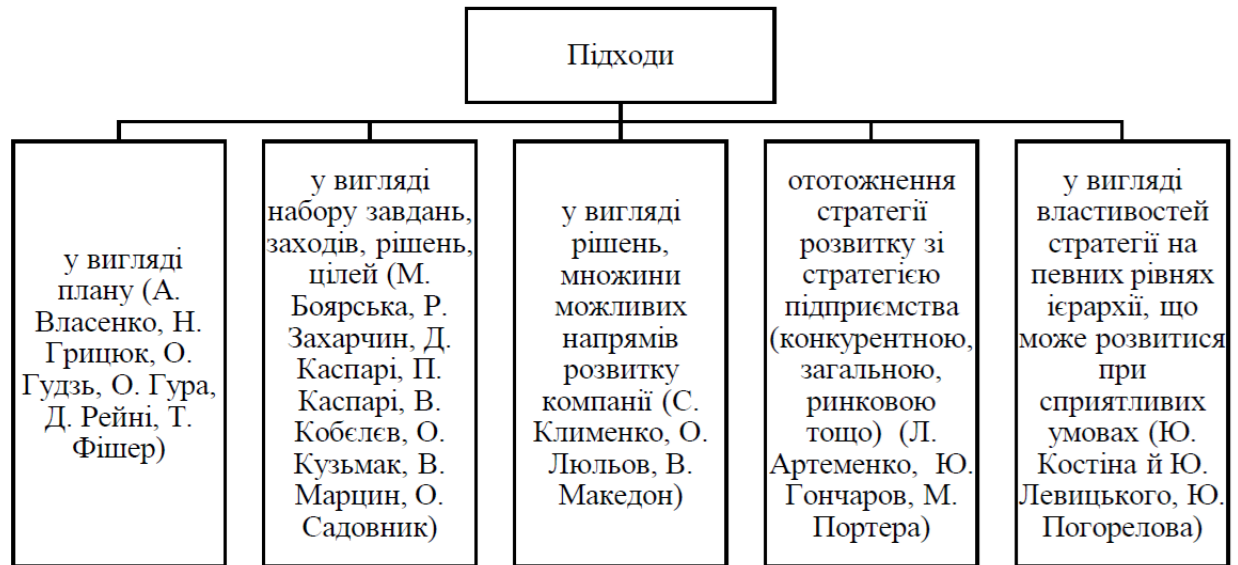 Підходи
у вигляді
плану (А.
Власенко, Н.
Грицюк, О.
Гудзь, О. Гура,
Д. Рейні, Т.
Фішер)
у вигляді
набору завдань,
заходів, рішень,
цілей (М.
Боярська, Р.
Захарчин, Д.
Каспарі, П.
Каспарі, В.
Кобєлєв, О.
Кузьмак, В.
Марцин, О.
Садовник)
у вигляді
рішень,
множини
можливих
напрямів
розвитку
компанії (С.
Клименко, О.
Люльов, В.
Македон)
ототожнення
стратегії
розвитку зі
стратегією
підприємства
(конкурентною,
загальною,
ринковою
тощо) (Л.
Артеменко, Ю.
Гончаров, М.
Портера)
у вигляді
властивостей
стратегії на
певних рівнях
ієрархії, що
може розвитися
при
сприятливих
умовах (Ю.
Костіна й Ю.
Левицького, Ю.
Погорелова)